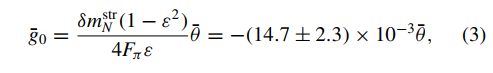 ḡ₀ = δm_N^str (1 − ε²) / 4F_π ε θ̄ = −(14.7 ± 2.3) × 10⁻³θ̄, (3)